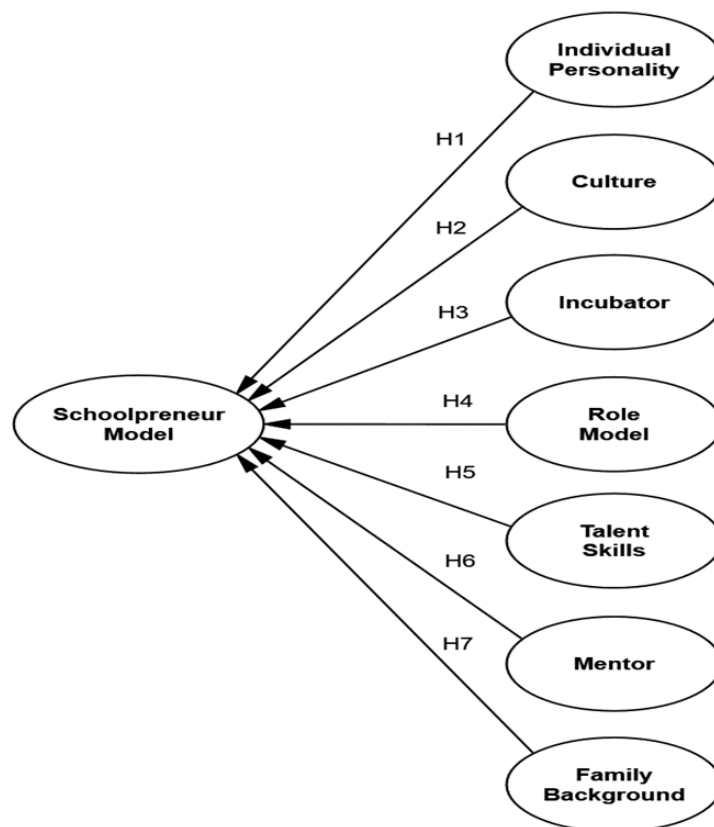 Individual
Personality
H1
Culture
H2
Incubator
H3
Schoolpreneur
Model
H4
Role
Model
H5
Talent
Skills
H6
Mentor
H7
Family
Background